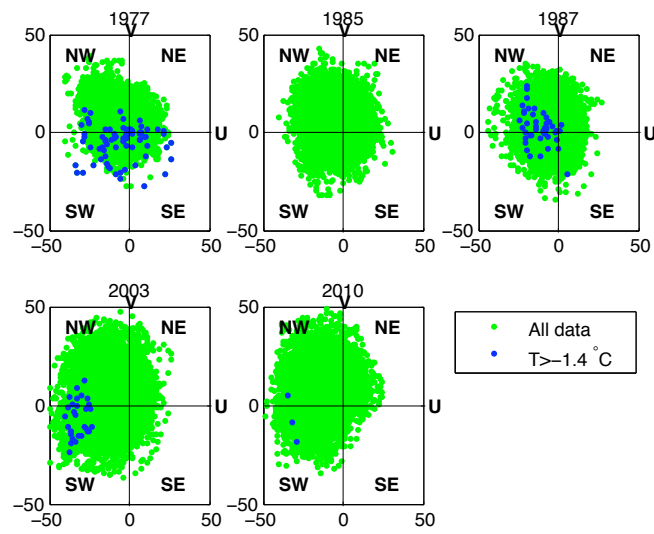 1977 1985 1987
V V V
50 50 50
NW NE NW NE NW NE
0 U 0 U 0 U
SW SE SW SE SW SE
−50 −50 −50
−50 0 50 −50 0 50 −50 0 50
2003 2010
V V
50 50
NW NE NW NE
All data
T>−1.4 °C
0 U 0 U
SW SE SW SE
−50 −50
−50 0 50 −50 0 50